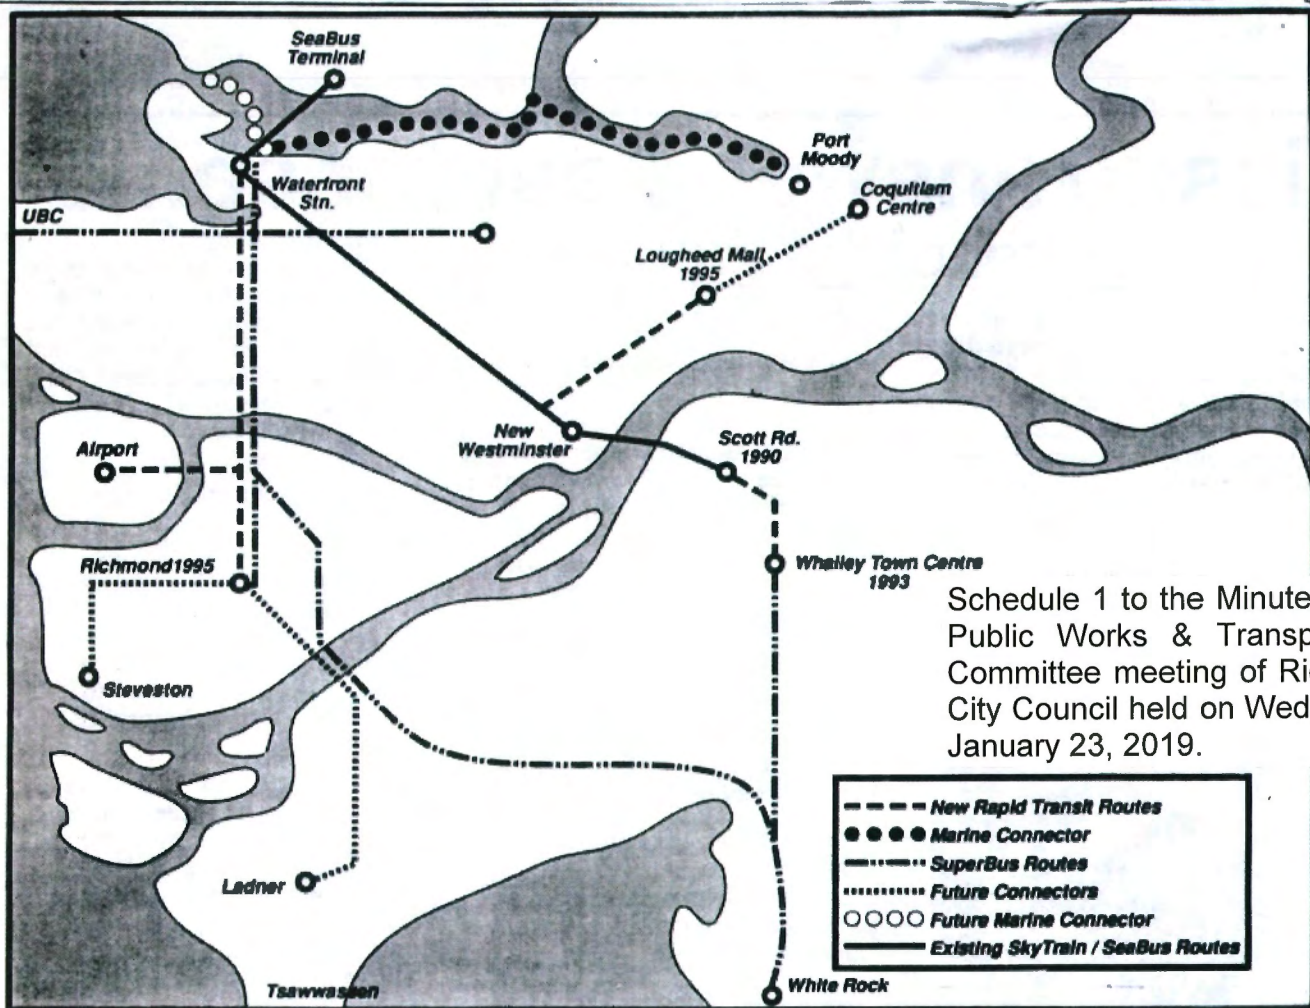 SeaBus
Terminal
Port
Moody
Waterfront
Stn.
Coquitlam
Centre
UBC
Lougheed Mall
1995
New
Westminster
Scott Rd.
1990
Airport
Richmond 1995
Whalley Town Centre
1993
Schedule 1 to the Minute
Public Works & Transp
Committee meeting of Ri
City Council held on Wed
January 23, 2019.
Steveston
New Rapid Transit Routes
Marine Connector
SuperBus Routes
Future Connectors
Future Marine Connector
Existing SkyTrain / SeaBus Routes
Ladner
Tsawwassen
White Rock